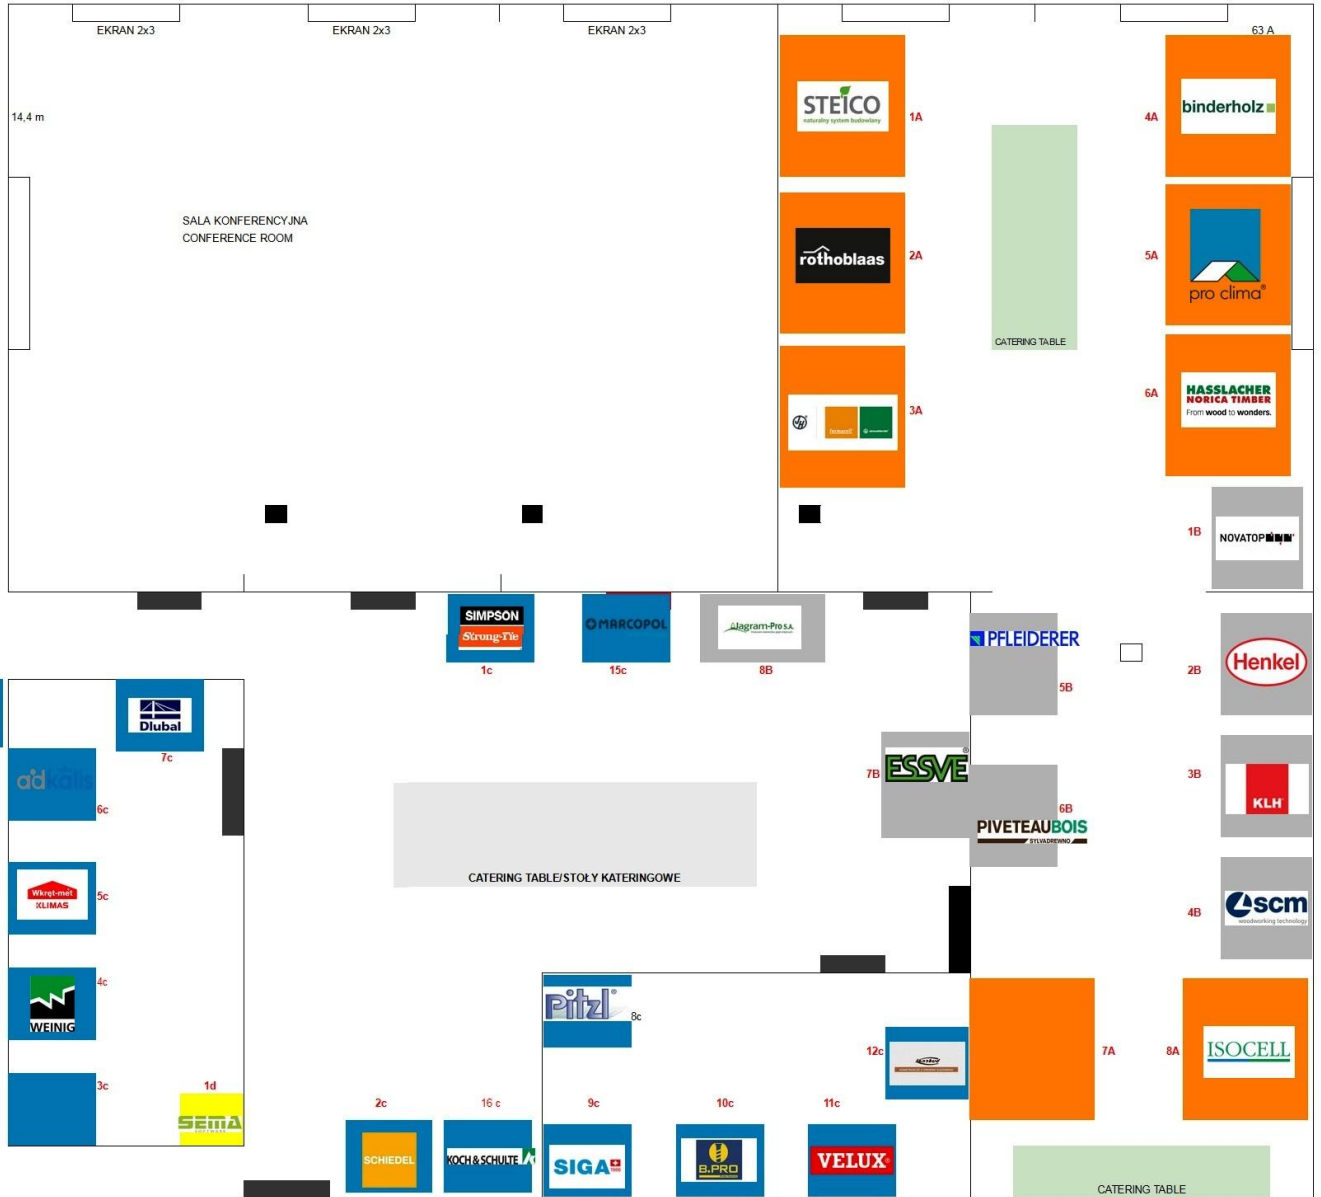 EKRAN 2x3
EKRAN 2x3
EKRAN 2x3
63 A
14,4 m
SALA KONFERENCYJNA
CONFERENCE ROOM
STEICO
naturalny system budowlany
1A
4A
binderholz
rothoblaas
2A
5A
pro clima®
CATERING TABLE
3A
6A
HASSLACHER
NORICA TIMBER
From wood to wonders.
1B
NOVATOP
SIMPSON
Strong-Tie
1c
MARCOPOL
15c
Jagram-Pro S.A.
8B
PFLEIDERER
5B
2B
Henkel
Dlubal
7c
adkalis
6c
7B
ESSVE®
6B
PIVETEAUBOIS
SYLVADREWNO
3B
KLH
CATERING TABLE/STOŁY KATERINGOWE
Wkręt-met
KLIMAS
5c
4B
scm
woodworking technology
WEINIG
4c
Pitzl®
8c
12c
7A
8A
ISOCELL
3c
1d
SEMA
SOFTWARE
2c
SCHIEDEL
16 c
KOCH & SCHULTE
9c
SIGA
10c
B.PRO
11c
VELUX®
CATERING TABLE